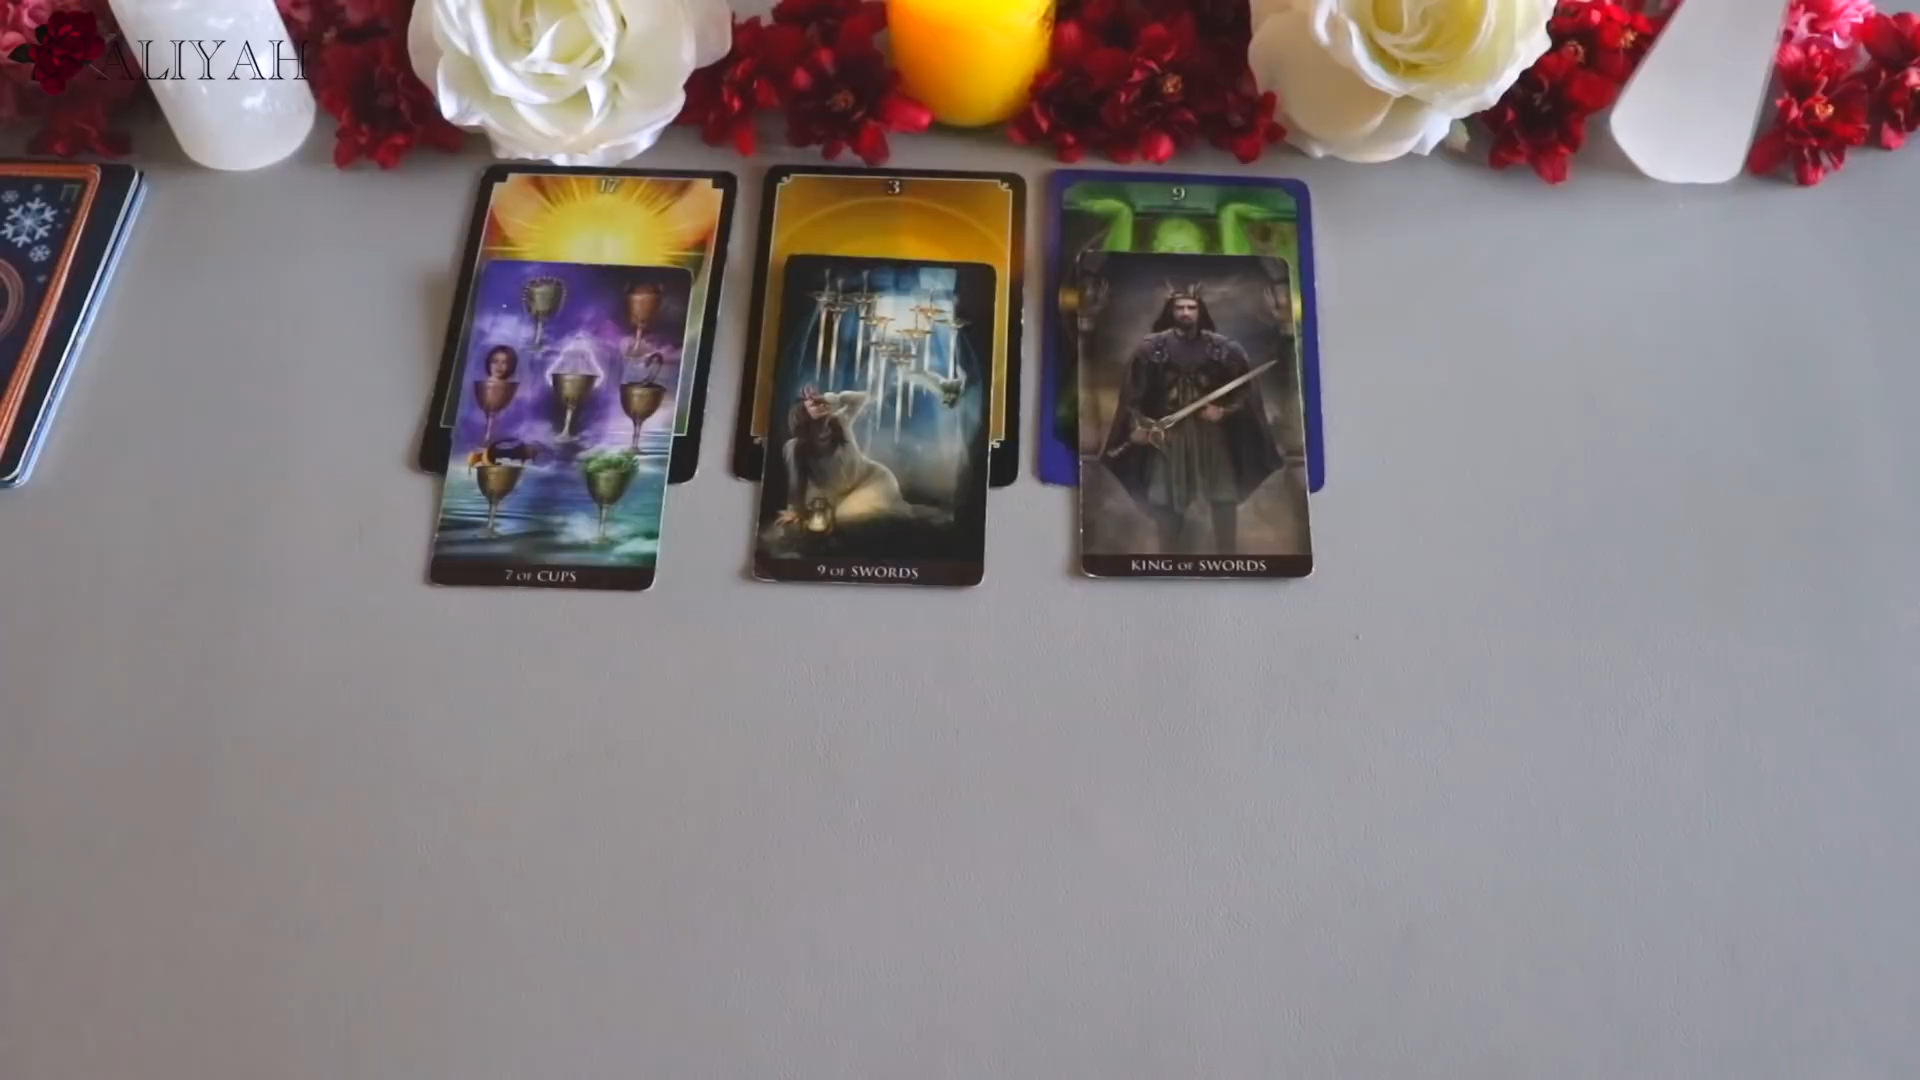 ALIYAH
17
3
9
7 OF CUPS
9 OF SWORDS
KING OF SWORDS